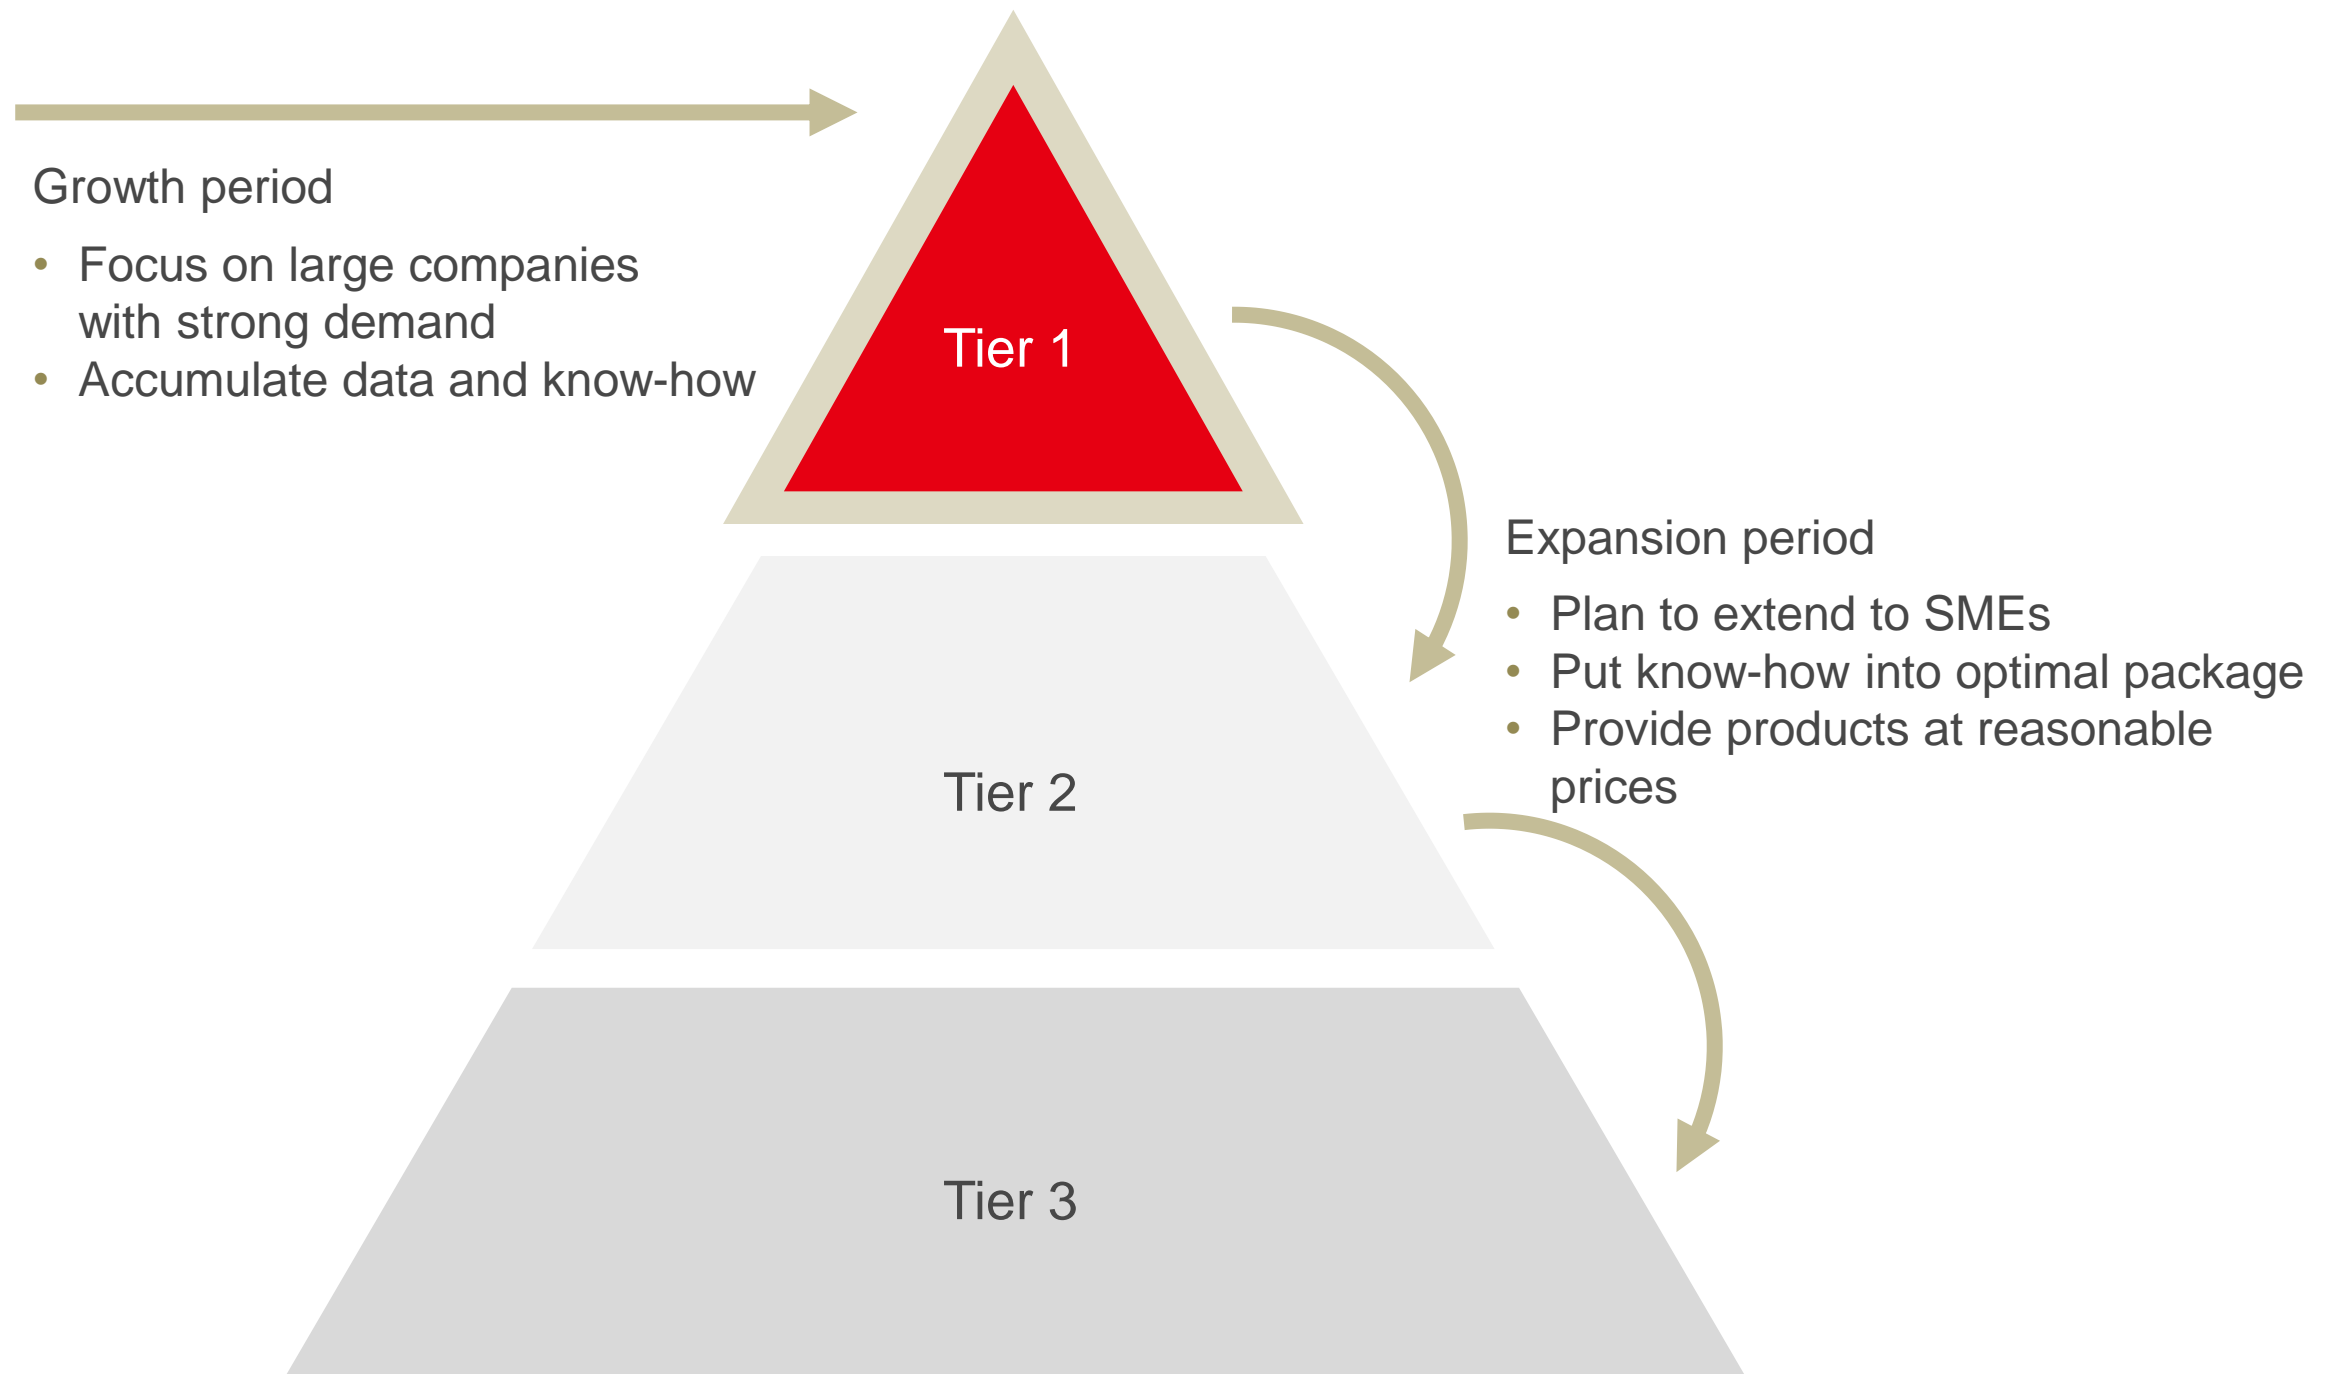 Growth period
• Focus on large companies
with strong demand
• Accumulate data and know-how
Tier 1
Expansion period
• Plan to extend to SMEs
• Put know-how into optimal package
• Provide products at reasonable
prices
Tier 2
Tier 3